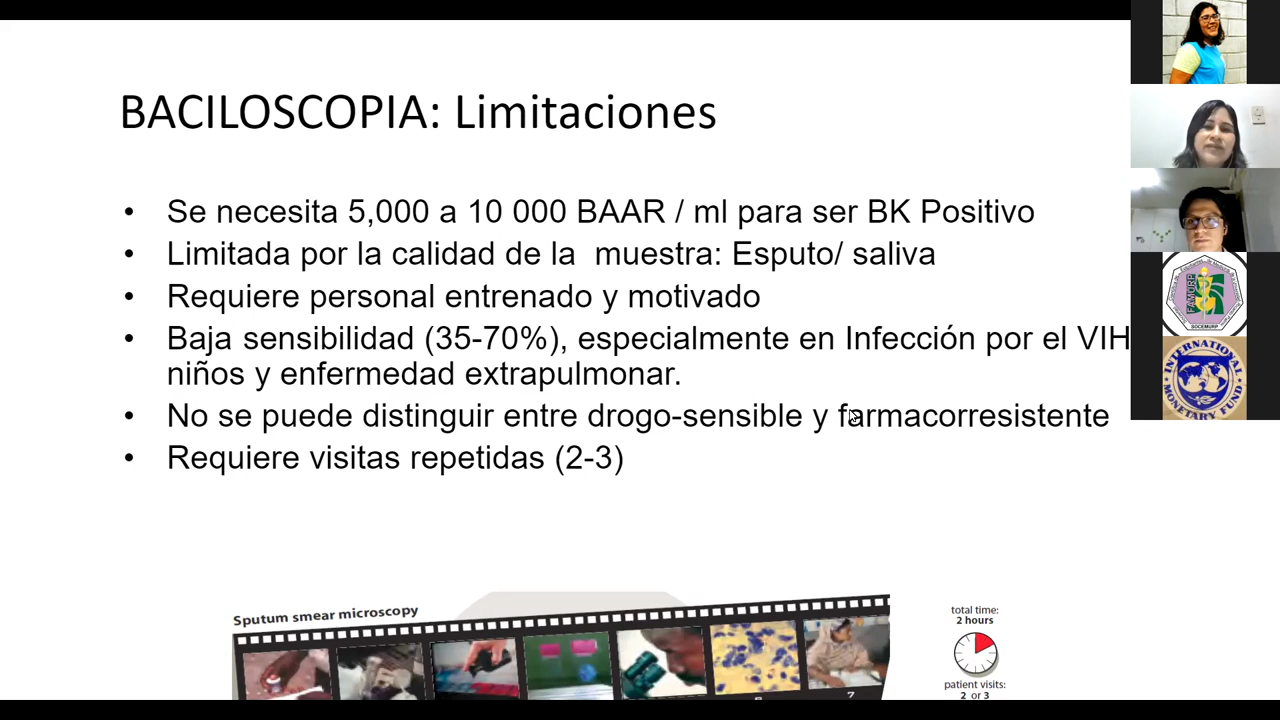 BACILOSCOPIA: Limitaciones
• Se necesita 5,000 a 10 000 BAAR / ml para ser BK Positivo
• Limitada por la calidad de la  muestra: Esputo/ saliva
• Requiere personal entrenado y motivado
• Baja sensibilidad (35-70%), especialmente en Infección por el VIH
niños y enfermedad extrapulmonar.
• No se puede distinguir entre drogo-sensible y farmacorresistente
• Requiere visitas repetidas (2-3)
Sputum smear microscopy
7
total time:
2 hours
patient visits:
2 or 3
FAMURP
SOCEMURP
INTERNATIONAL
MONETARY FUND